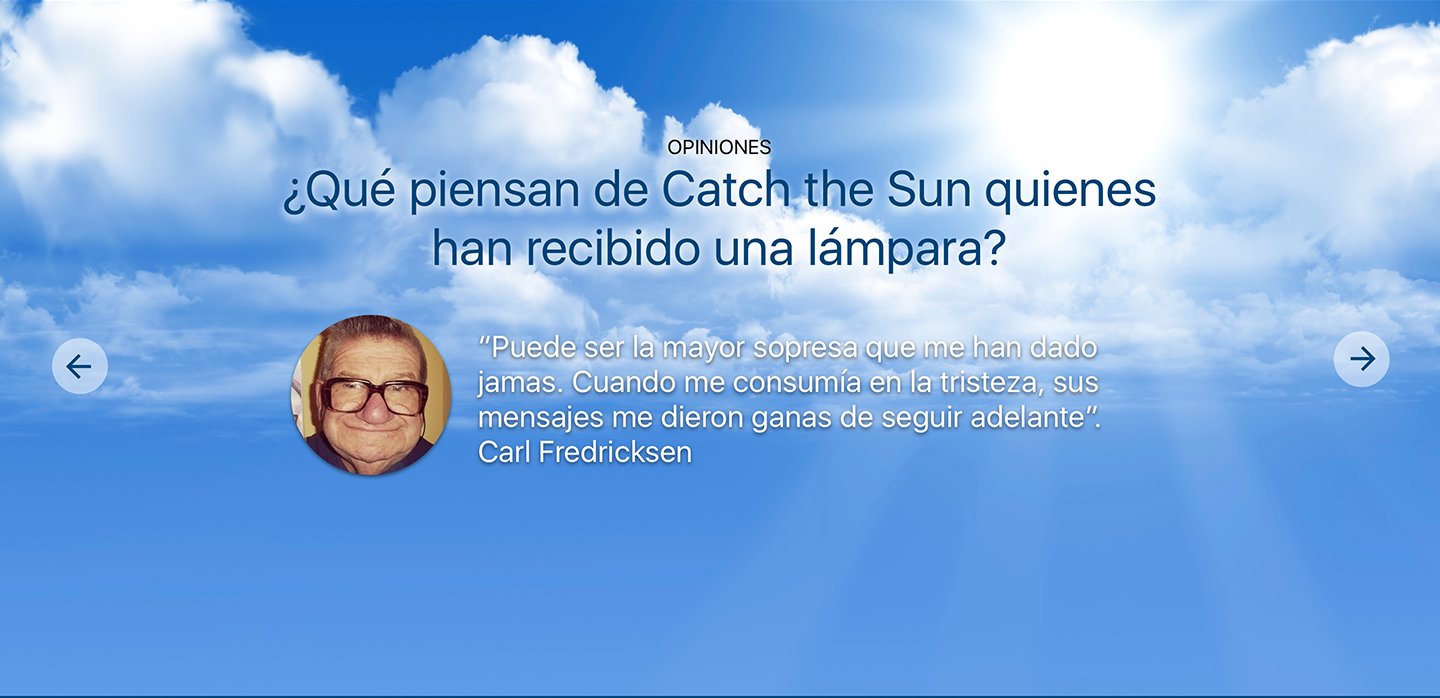 OPINIONES
¿Qué piensan de Catch the Sun quienes
han recibido una lámpara?
“Puede ser la mayor sopresa que me han dado
jamas. Cuando me consumía en la tristeza, sus
mensajes me dieron ganas de seguir adelante”.
Carl Fredricksen